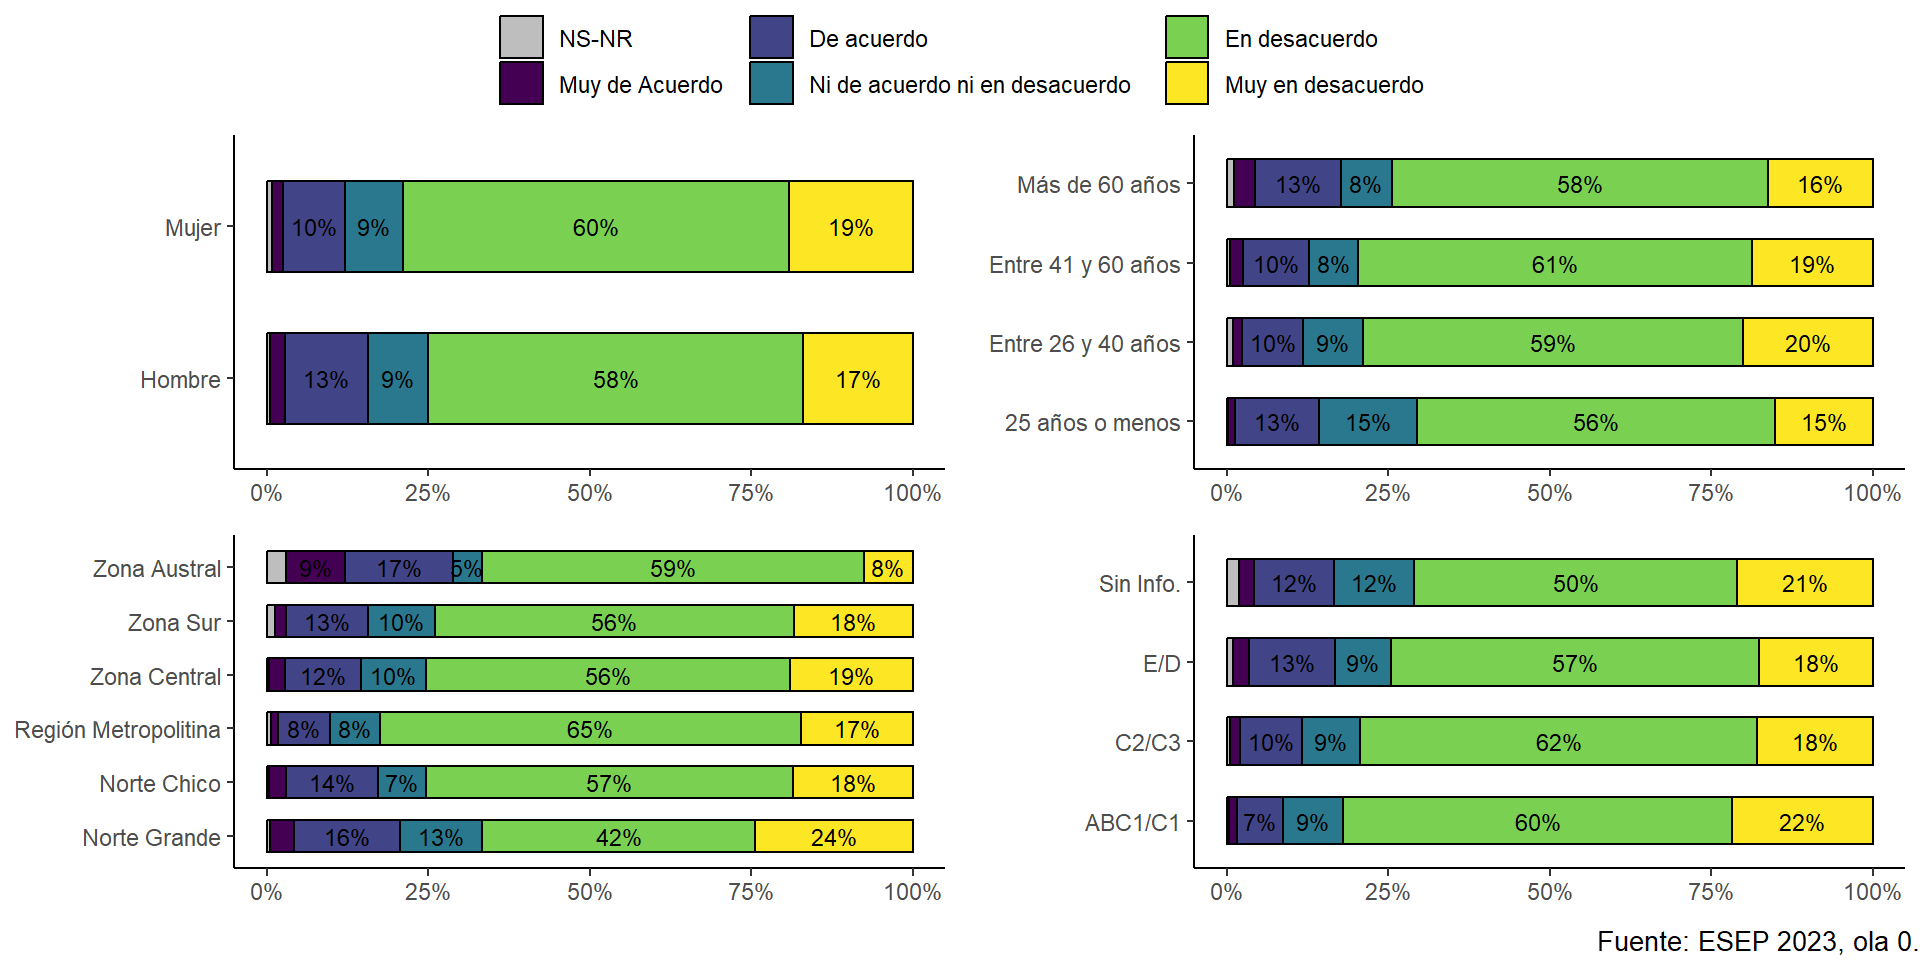 NS-NR De acuerdo En desacuerdo
Muy de Acuerdo Ni de acuerdo ni en desacuerdo Muy en desacuerdo
Mujer 10% 9% 60% 19%
Hombre 13% 9% 58% 17%
0% 25% 50% 75% 100%
Más de 60 años 13% 8% 58% 16%
Entre 41 y 60 años 10% 8% 61% 19%
Entre 26 y 40 años 10% 9% 59% 20%
25 años o menos 13% 15% 56% 15%
0% 25% 50% 75% 100%
Zona Austral 9% 17% 5% 59% 8%
Zona Sur 13% 10% 56% 18%
Zona Central 12% 10% 56% 19%
Región Metropolitina 8% 8% 65% 17%
Norte Chico 14% 7% 57% 18%
Norte Grande 16% 13% 42% 24%
0% 25% 50% 75% 100%
Sin Info. 12% 12% 50% 21%
E/D 13% 9% 57% 18%
C2/C3 10% 9% 62% 18%
ABC1/C1 7% 9% 60% 22%
0% 25% 50% 75% 100%
Fuente: ESEP 2023, ola 0.